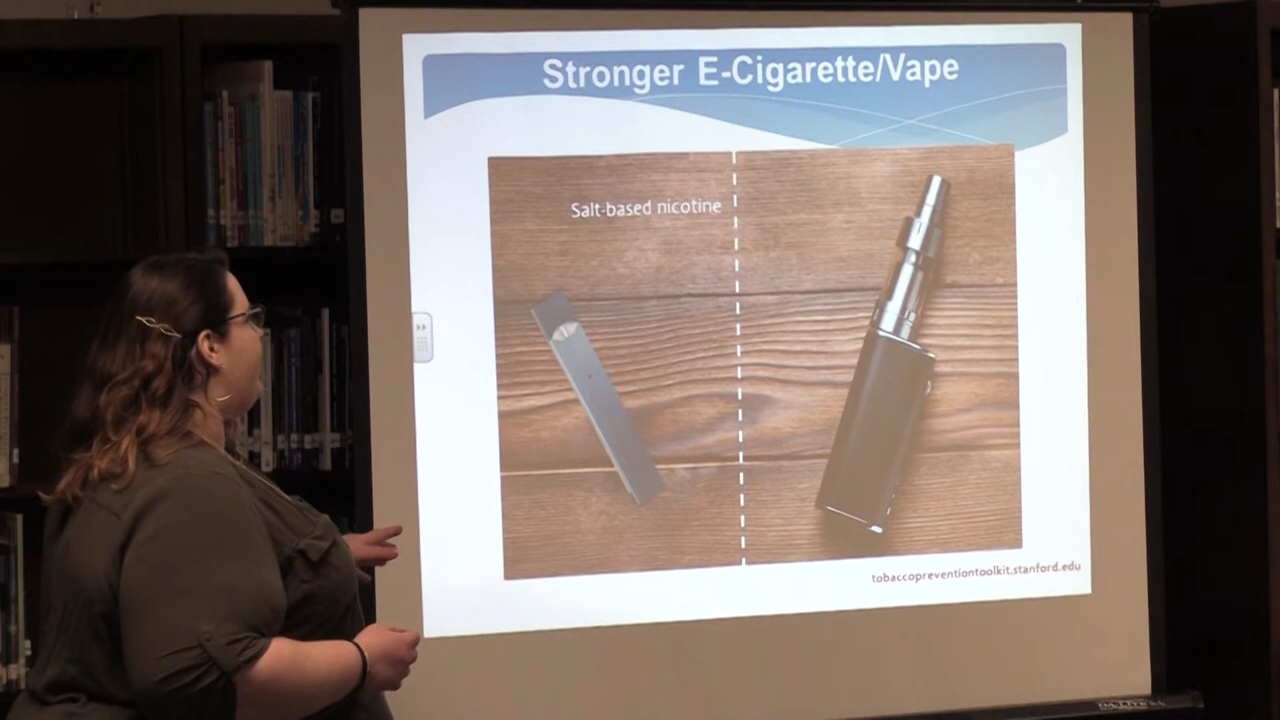 Stronger E-Cigarette/Vape
Salt-based nicotine
tobaccopreventiontoolkit.stanford.edu